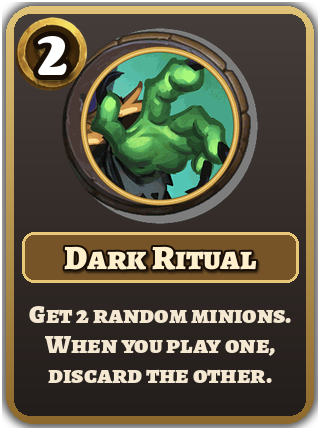 2
Dark Ritual
Get 2 random minions.
When you play one,
discard the other.